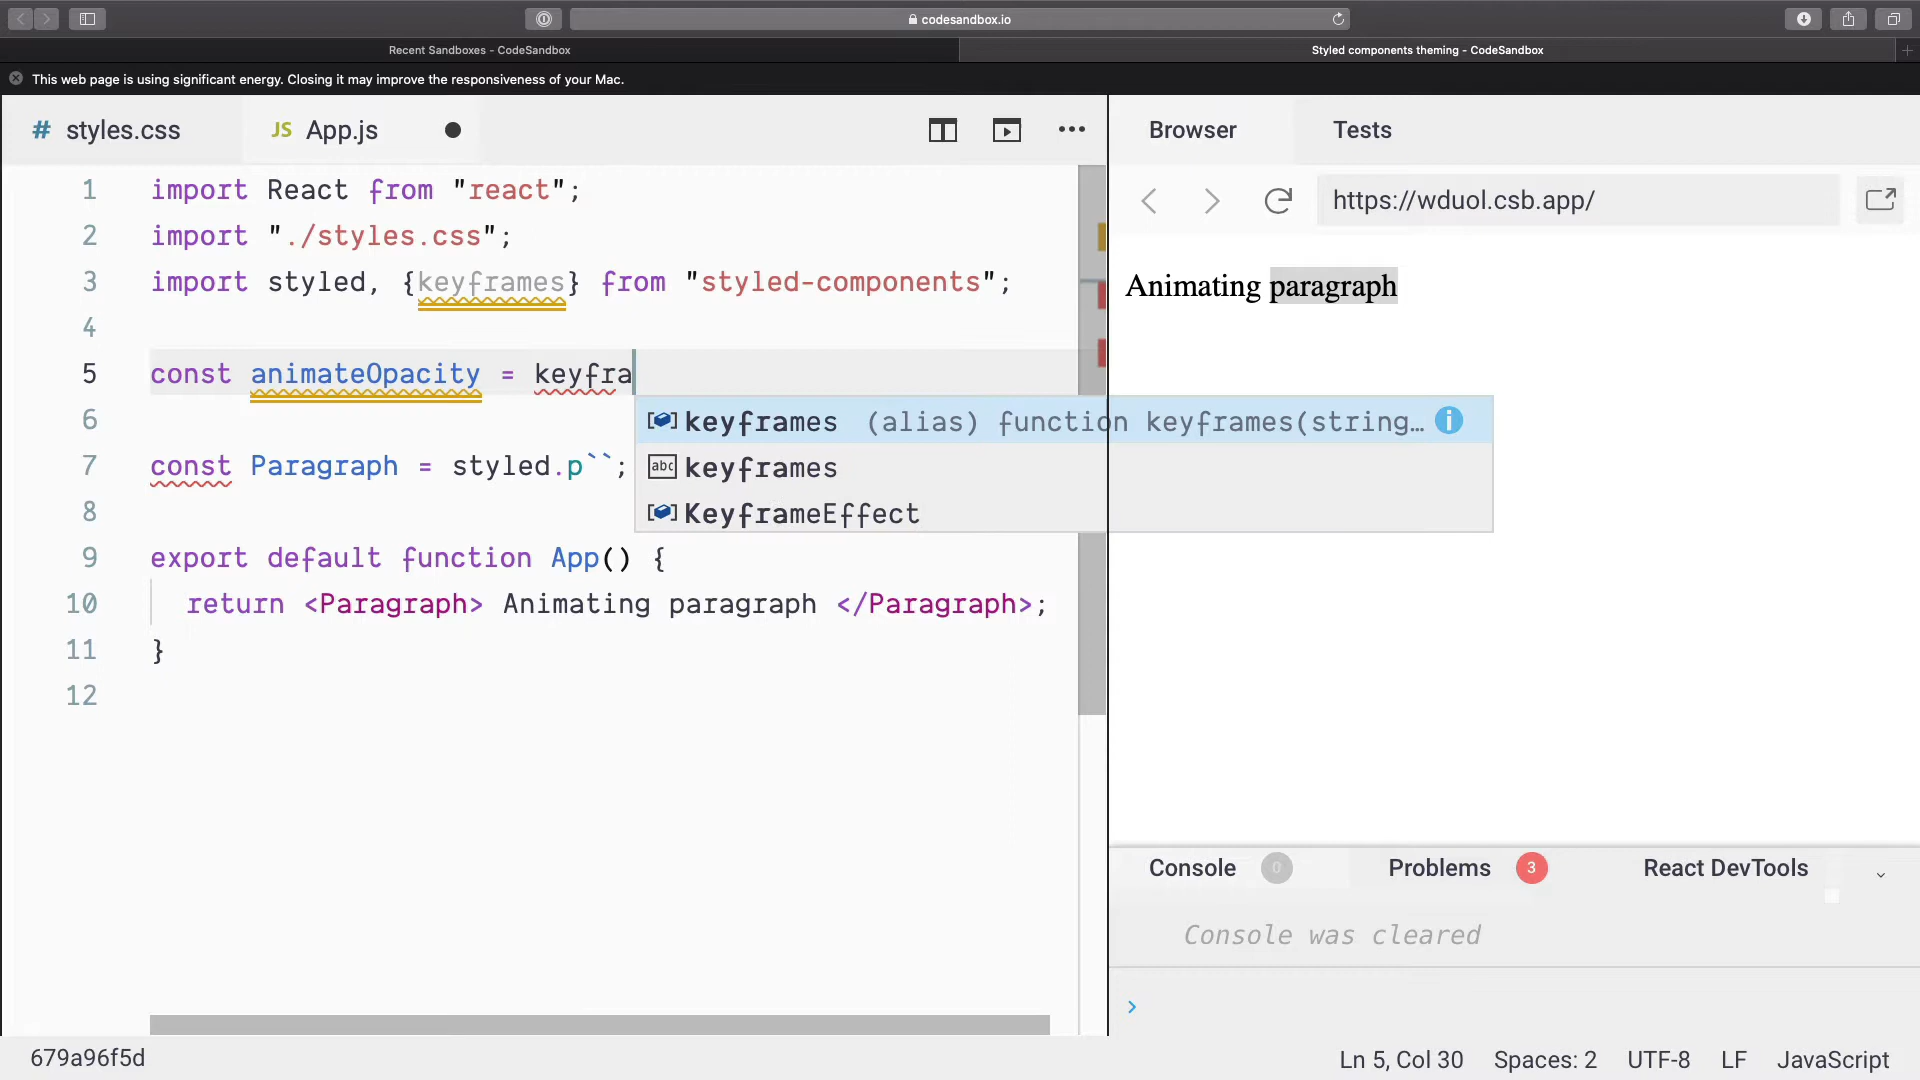 codesandbox.io
Recent Sandboxes - CodeSandbox
Styled components theming - CodeSandbox
This web page is using significant energy. Closing it may improve the responsiveness of your Mac.
# styles.css
JS App.js
Browser
Tests
https://wduol.csb.app/
1 import React from "react";
2 import "./styles.css";
3 import styled, {keyframes} from "styled-components";
4
5 const animateOpacity = keyfra
6
7 const Paragraph = styled.p``;
8
9 export default function App() {
10 return <Paragraph> Animating paragraph </Paragraph>;
11 }
12
keyframes (alias) function keyframes(string…
abc keyframes
KeyframeEffect
Animating paragraph
Console 0
Problems 3
React DevTools
Console was cleared
679a96f5d
Ln 5, Col 30 Spaces: 2 UTF-8 LF JavaScript